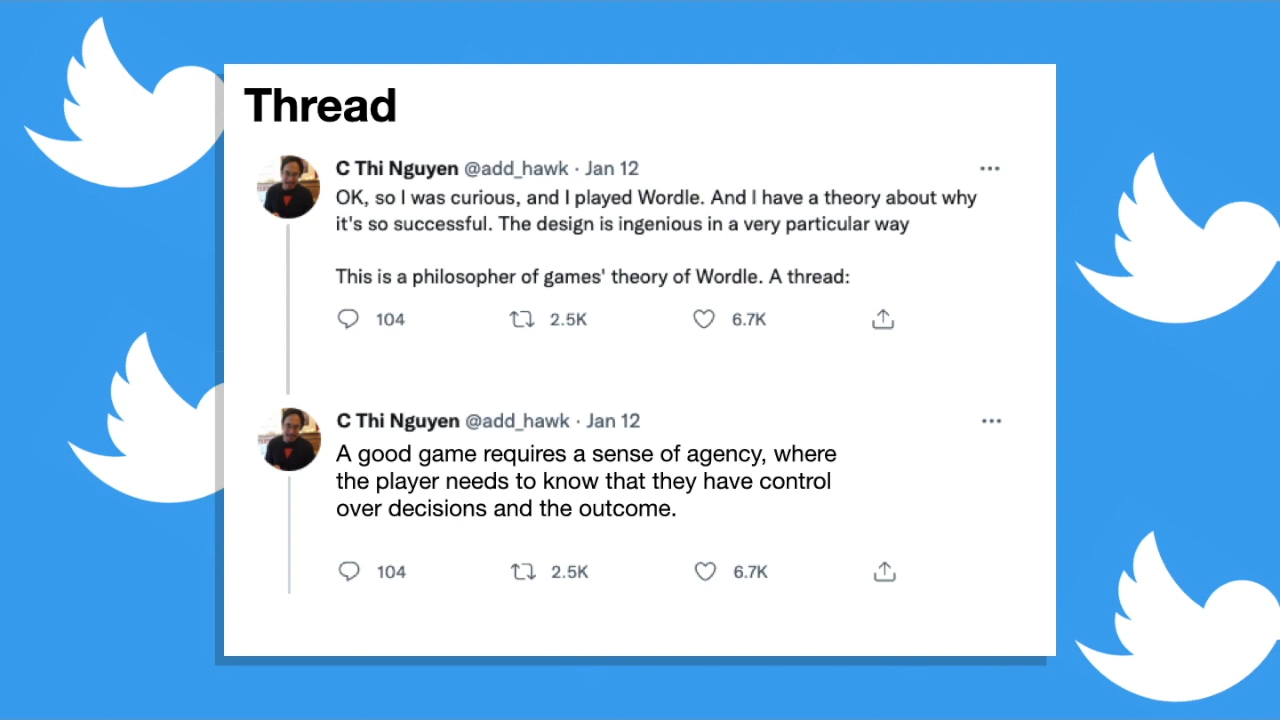 Thread
C Thi Nguyen @add_hawk · Jan 12
OK, so I was curious, and I played Wordle. And I have a theory about why
it's so successful. The design is ingenious in a very particular way
This is a philosopher of games' theory of Wordle. A thread:
104 2.5K 6.7K
C Thi Nguyen @add_hawk · Jan 12
A good game requires a sense of agency, where
the player needs to know that they have control
over decisions and the outcome.
104 2.5K 6.7K